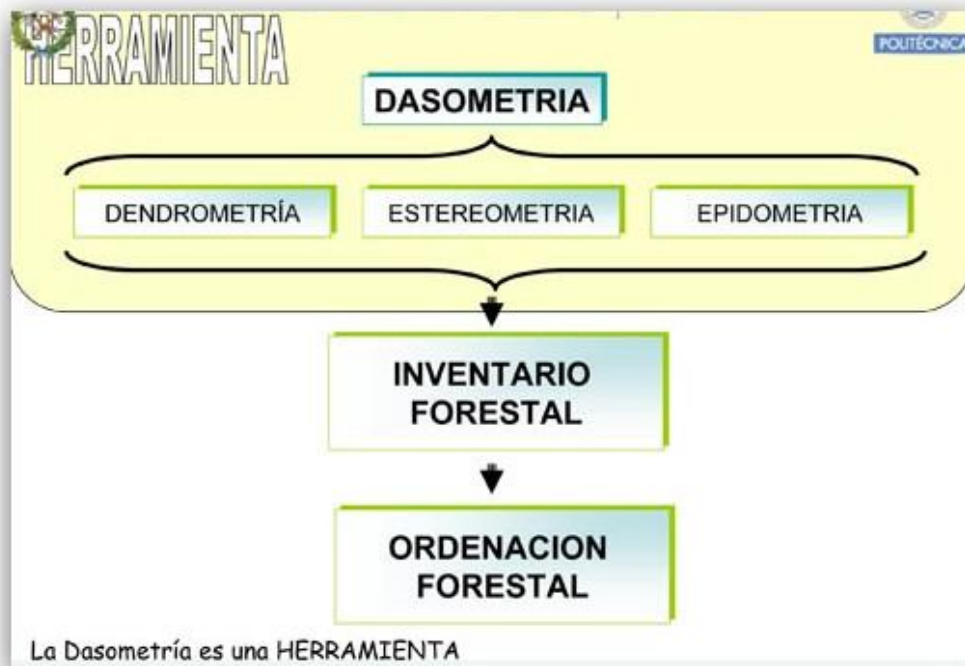 HERRAMIENTA
POLITÉCNICA
DASOMETRIA
DENDROMETRÍA
ESTEREOMETRIA
EPIDOMETRIA
INVENTARIO
FORESTAL
ORDENACION
FORESTAL
La Dasometría es una HERRAMIENTA